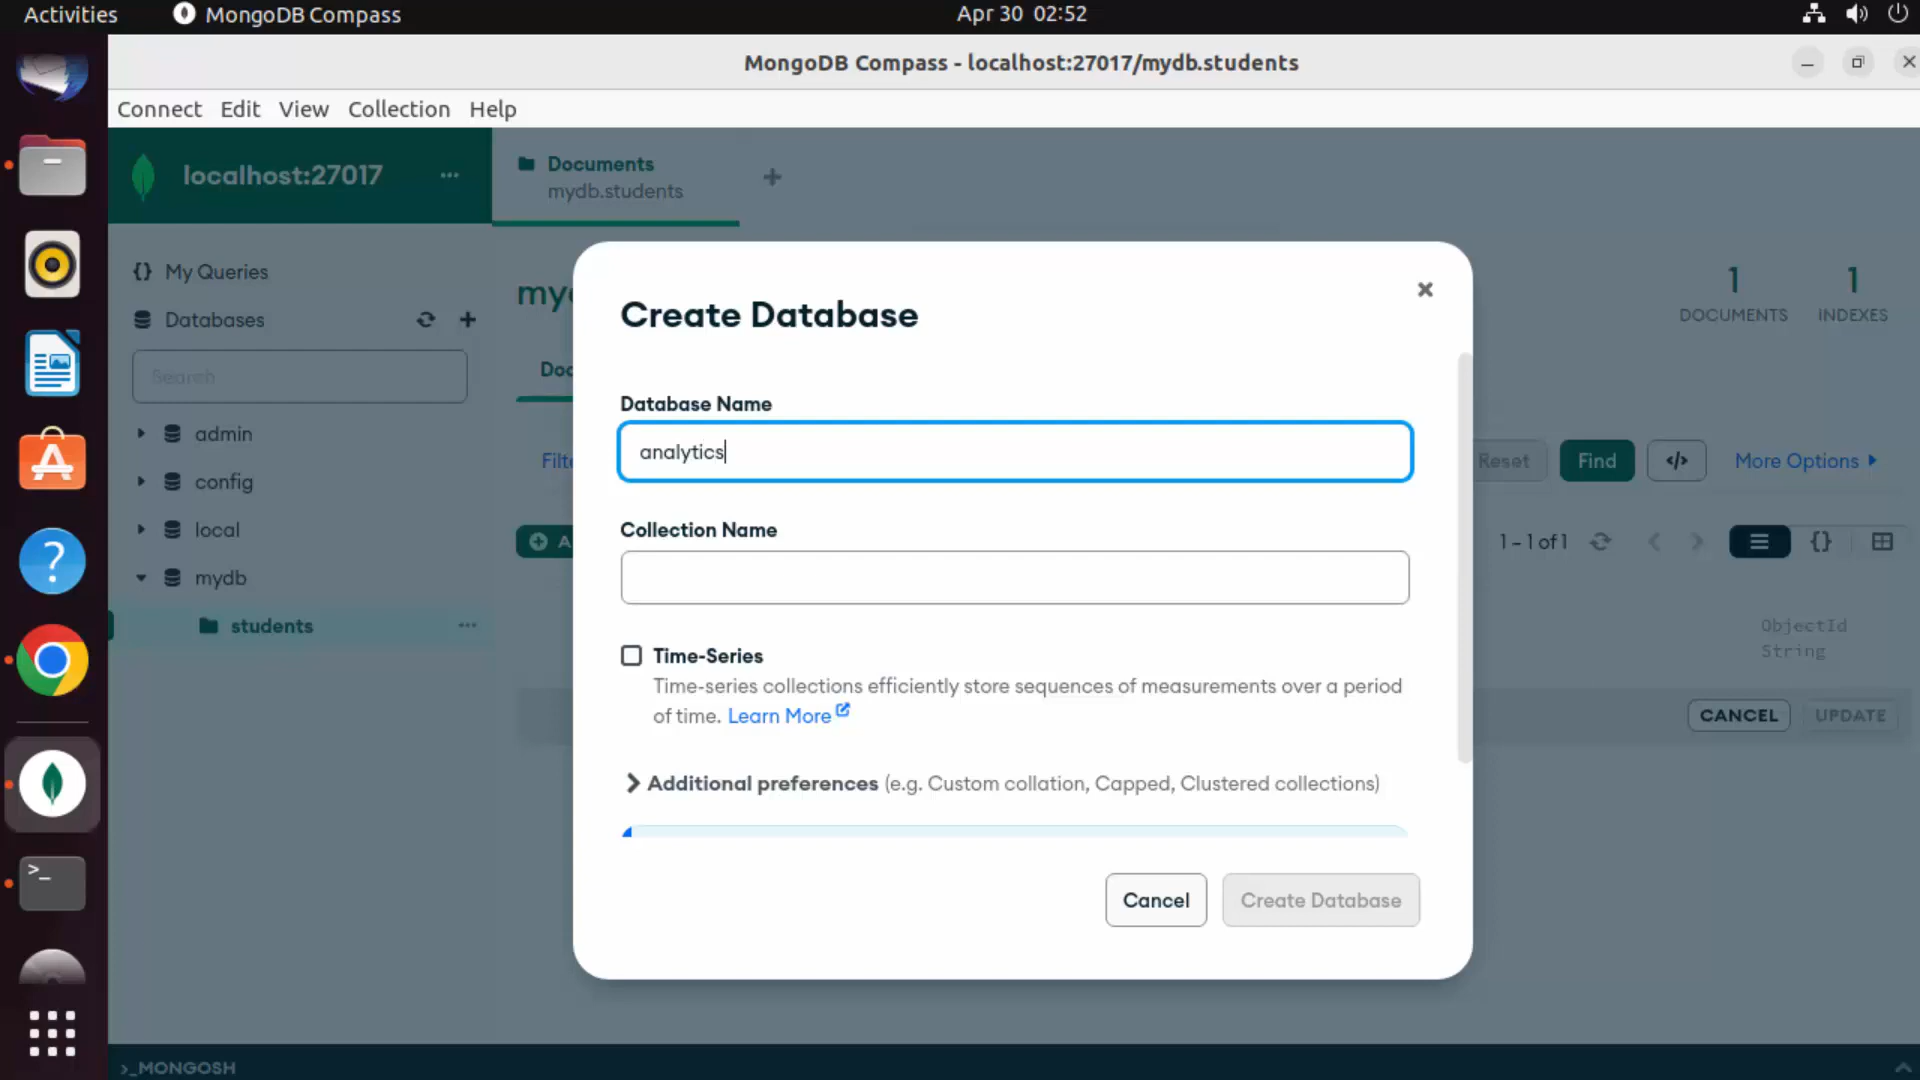 Activities
MongoDB Compass
Apr 30 02:52
MongoDB Compass - localhost:27017/mydb.students
Connect
Edit
View
Collection
Help
localhost:27017
Documents
mydb.students
My Queries
Databases
Search
admin
config
local
mydb
students
1
DOCUMENTS
1
INDEXES
Reset
Find
More Options
1 – 1 of 1
ObjectId
String
CANCEL
UPDATE
Create Database
Database Name
analytics
Collection Name
Time-Series
Time-series collections efficiently store sequences of measurements over a period
of time. Learn More
Additional preferences (e.g. Custom collation, Capped, Clustered collections)
Cancel
Create Database
>_MONGOSH